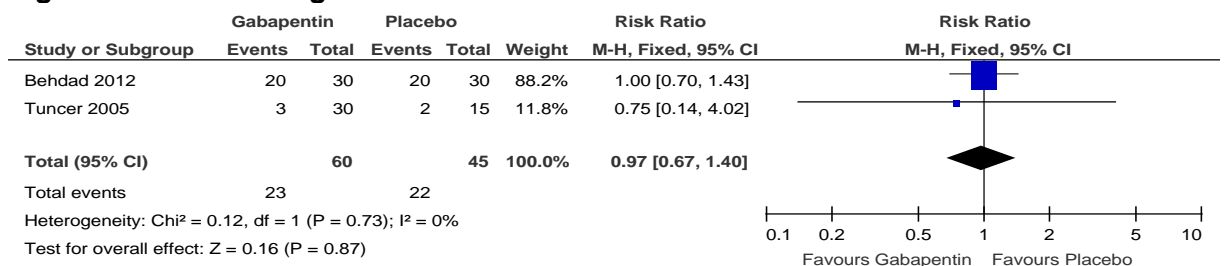 Gabapentin Placebo Risk Ratio Risk Ratio
Study or Subgroup Events Total Events Total Weight M-H, Fixed, 95% CI M-H, Fixed, 95% CI
Behdad 2012 20 30 20 30 88.2% 1.00 [0.70, 1.43]
Tuncer 2005 3 30 2 15 11.8% 0.75 [0.14, 4.02]
Total (95% CI) 60 45 100.0% 0.97 [0.67, 1.40]
Total events 23 22
Heterogeneity: Chi² = 0.12, df = 1 (P = 0.73); I² = 0%
Test for overall effect: Z = 0.16 (P = 0.87)
0.1 0.2 0.5 1 2 5 10
Favours Gabapentin Favours Placebo